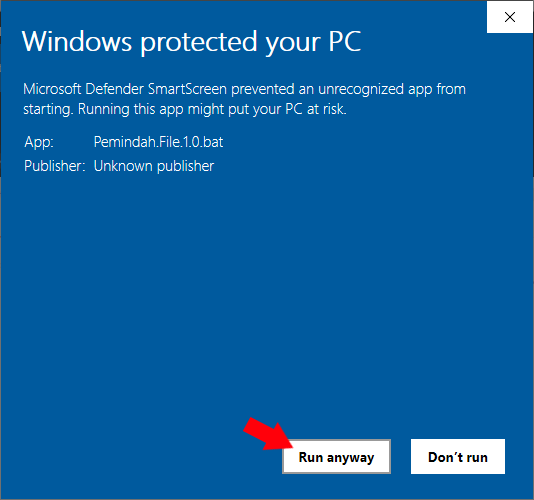 Windows protected your PC
Microsoft Defender SmartScreen prevented an unrecognized app from
starting. Running this app might put your PC at risk.
App: Pemindah.File.1.0.bat
Publisher: Unknown publisher
Run anyway Don’t run